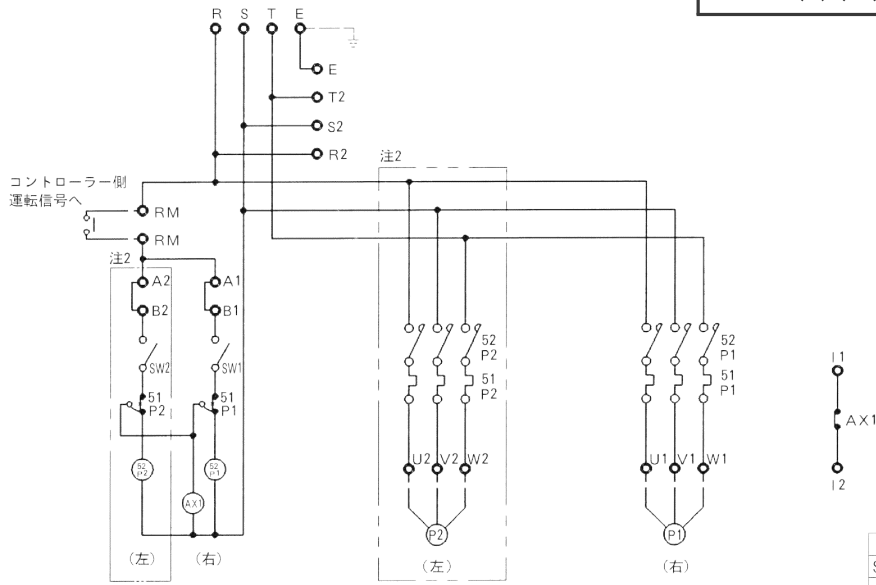 R S T E
E
T2
S2
R2
注2
コントローラー側
運転信号へ
RM
RM
注2
A2 A1
B2 B1
SW2 SW1
51 P2
51 P1
52 P2
52 P1
AX1
(左) (右)
52 P2
51 P2
52 P1
51 P1
U2 V2 W2
U1 V1 W1
P2
P1
(左)
(右)
I1
AX1
I2
S